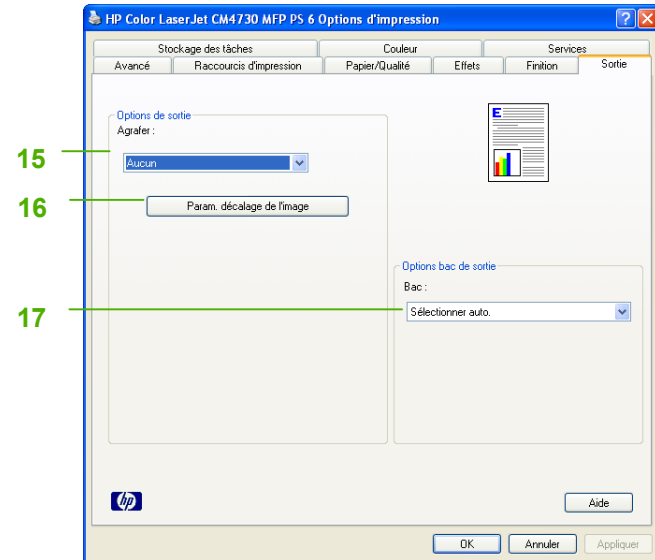 HP Color LaserJet CM4730 MFP PS 6 Options d'impression
Stockage des tâches Couleur Services
Avancé Raccourcis d'impression Papier/Qualité Effets Finition Sortie
Options de sortie
Agrafer :
15 Aucun
16 Param. décalage de l'image
E
Options bac de sortie
Bac :
17 Sélectionner auto.
hp
Aide
OK Annuler Appliquer